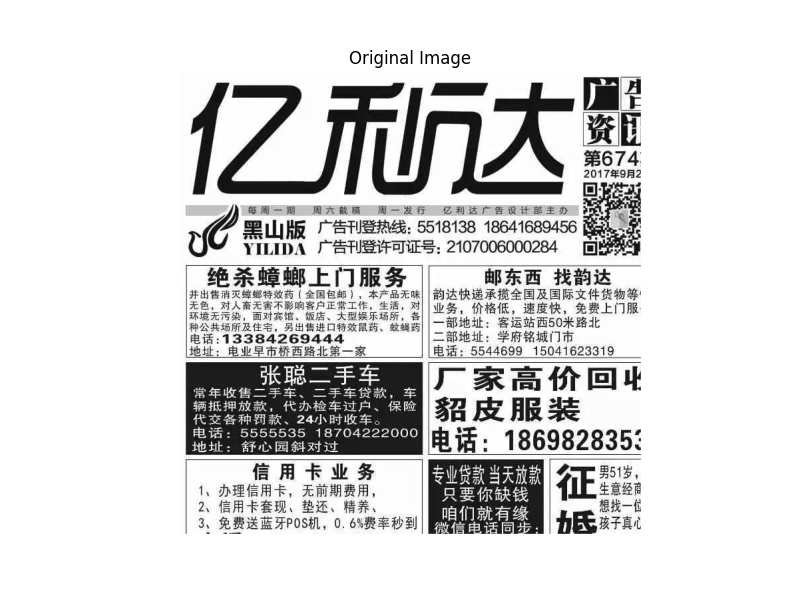 Original Image
亿利达
广告
资讯
第674
2017年9月2
每周一期 周六截稿 周一发行 亿利达广告设计部主办
黑山版
YILIDA
广告刊登热线: 5518138 18641689456
广告刊登许可证号: 2107006000284
绝杀蟑螂上门服务
并出售消灭蟑螂特效药(全国包邮),本产品无味
无色,对人畜无害不影响客户正常工作,生活,对
环境无污染,面对宾馆、饭店、大型娱乐场所,各
种公共场所及住宅,另出售进口特效鼠药、蚊蝇药
电话:13384269444
地址:电业早市桥西路北第一家
邮东西 找韵达
韵达快递承揽全国及国际文件货物等
业务,价格低,速度快,免费上门服
一部地址:客运站西50米路北
二部地址:学府铭城门市
电话:5544699 15041623319
张聪二手车
常年收售二手车、二手车贷款,车
辆抵押放款,代办检车过户、保险
代交各种罚款、24小时收车。
电话:5555535 18704222000
地址:舒心园斜对过
厂家高价回收
貂皮服装
电话:1869828353
信用卡业务
1、办理信用卡,无前期费用,
2、信用卡套现、垫还、精养、
3、免费送蓝牙POS机,0.6%费率秒到
专业贷款 当天放款
只要你缺钱
咱们就有缘
微信电话同步:
征婚
男51岁,
生意经商
想找一位
孩子真心